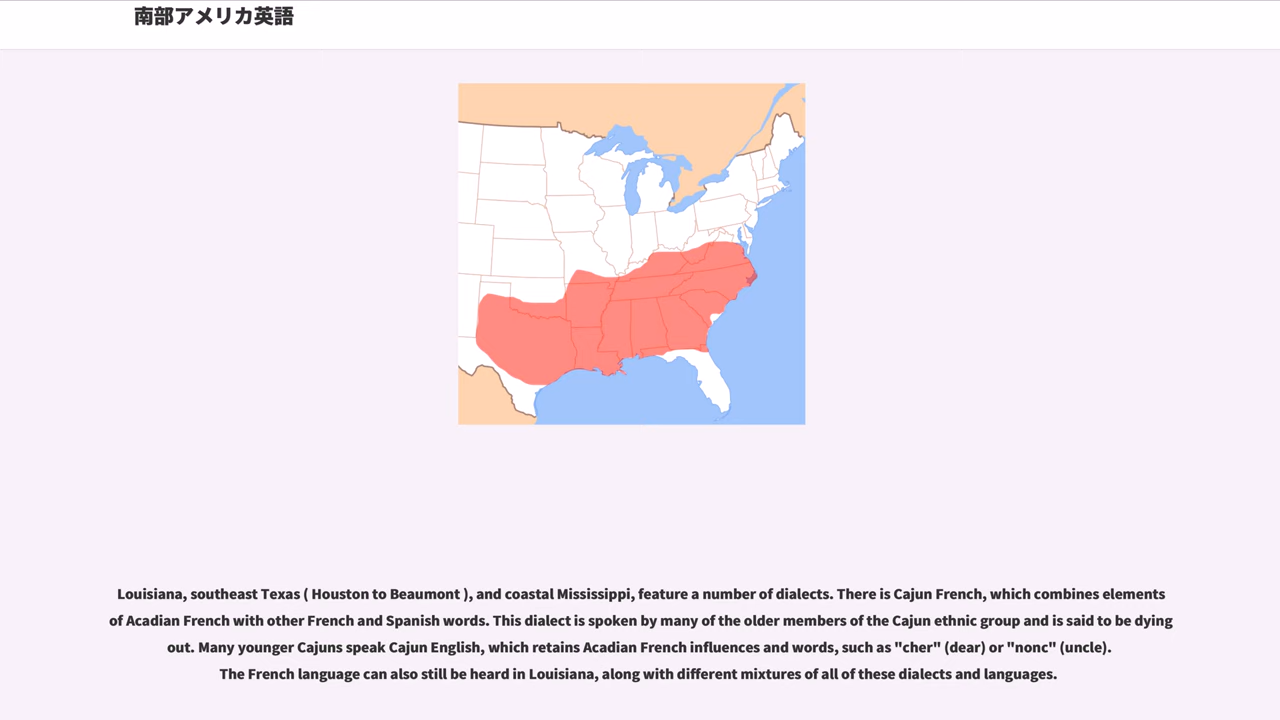 南部アメリカ英語
Louisiana, southeast Texas ( Houston to Beaumont ), and coastal Mississippi, feature a number of dialects. There is Cajun French, which combines elements
of Acadian French with other French and Spanish words. This dialect is spoken by many of the older members of the Cajun ethnic group and is said to be dying
out. Many younger Cajuns speak Cajun English, which retains Acadian French influences and words, such as "cher" (dear) or "nonc" (uncle).
The French language can also still be heard in Louisiana, along with different mixtures of all of these dialects and languages.